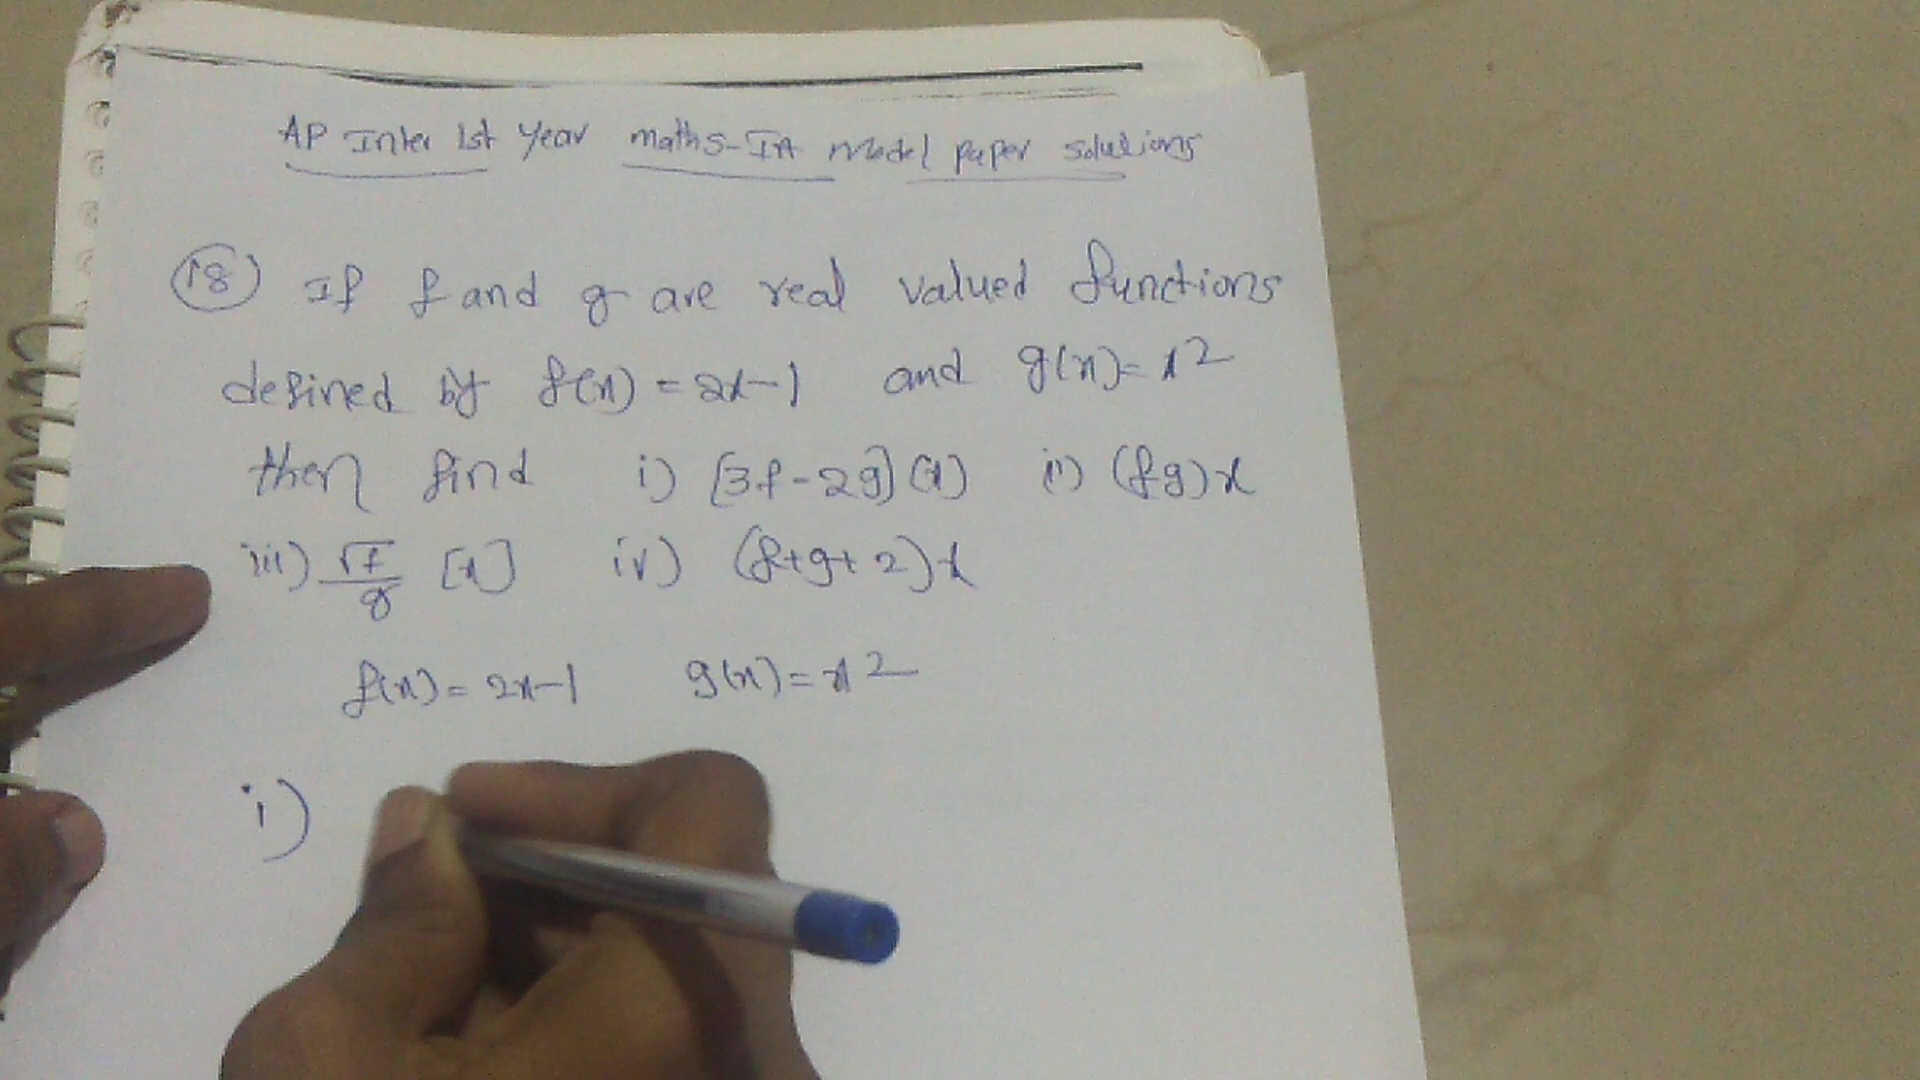 AP Inter 1st Year maths-IA model paper solutions
(18) If f and g are real valued functions
defined by f(x) = 2x-1 and g(x)= x²
then find i) [3f-2g](x) ii) (fg)x
iii) √f/g [x] iv) (f+g+2)x
f(x)= 2x-1 g(x)= x²
i)